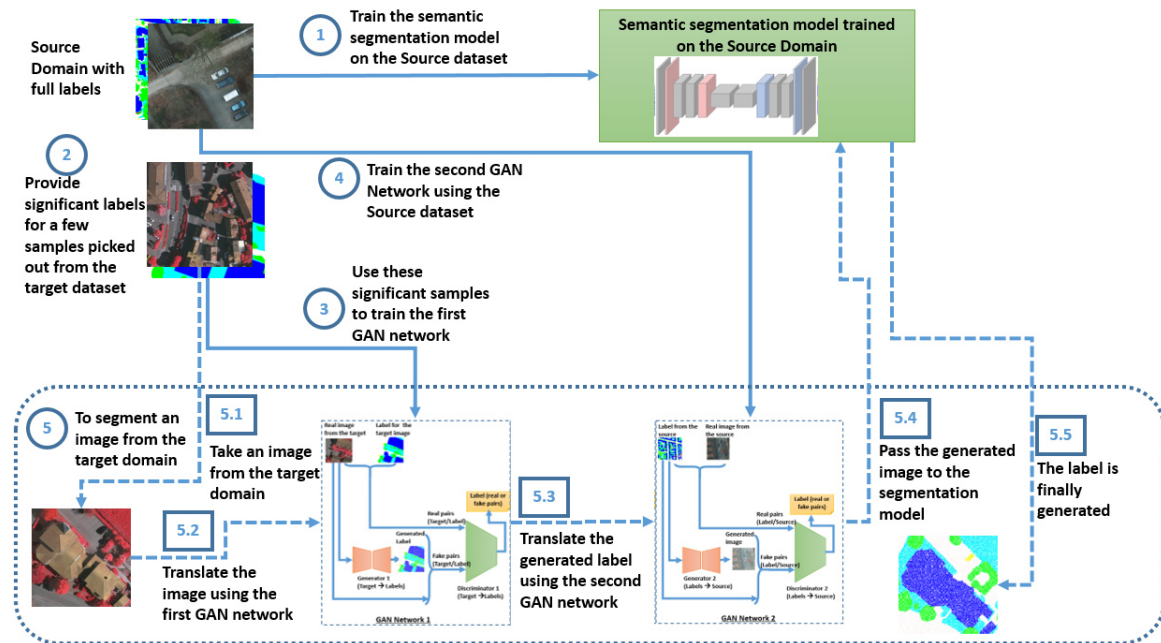 Source
Domain with
full labels
1
Train the semantic
segmentation model
on the Source dataset
Semantic segmentation model trained
on the Source Domain
2
Provide
significant labels
for a few
samples picked
out from the
target dataset
4
Train the second GAN
Network using the
Source dataset
3
Use these
significant samples
to train the first
GAN network
5
To segment an
image from the
target domain
5.1
Take an image
from the target
domain
5.2
Translate the
image using the
first GAN network
Real image
from the target
Label for the
target image
Label (real or
fake pairs)
Real pairs
(Target/Label)
Generated
Label
Fake pairs
(Target/Label)
Generator 1
(Target → Labels)
Discriminator 1
(Target →Labels)
GAN Network 1
5.3
Translate the
generated label
using the second
GAN network
Label from the
source
Real image from
the source
Label (real or
fake pairs)
Real pairs
(Label/Source)
Generated
image
Fake pairs
(Label/Source)
Generator 2
(Labels → Source)
Discriminator 2
(Labels → Source)
GAN Network 2
5.4
Pass the generated
image to the
segmentation
model
5.5
The label is
finally
generated